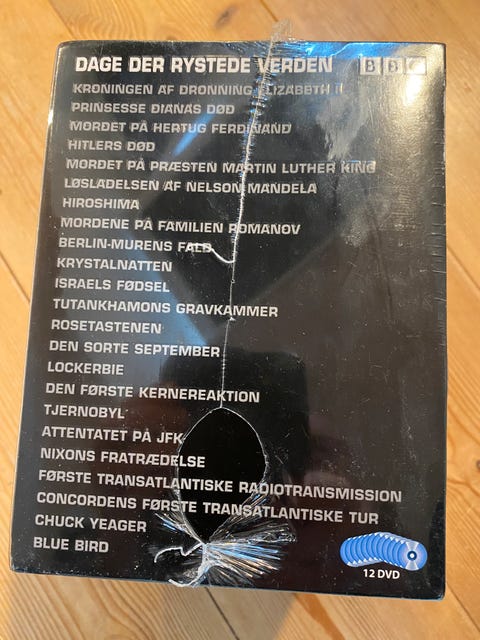 DAGE DER RYSTEDE VERDEN BBC
KRONINGEN AF DRONNING ELIZABETH II
PRINSESSE DIANAS DØD
MORDET PÅ HERTUG FERDINAND
HITLERS DØD
MORDET PÅ PRÆSTEN MARTIN LUTHER KING
LØSLADELSEN AF NELSON MANDELA
HIROSHIMA
MORDENE PÅ FAMILIEN ROMANOV
BERLIN-MURENS FALD
KRYSTALNATTEN
ISRAELS FØDSEL
TUTANKHAMONS GRAVKAMMER
ROSETASTENEN
DEN SORTE SEPTEMBER
LOCKERBIE
DEN FØRSTE KERNEREAKTION
TJERNOBYL
ATTENTATET PÅ JFK
NIXONS FRATRÆDELSE
FØRSTE TRANSATLANTISKE RADIOTRANSMISSION
CONCORDENS FØRSTE TRANSATLANTISKE TUR
CHUCK YEAGER
BLUE BIRD
12 DVD